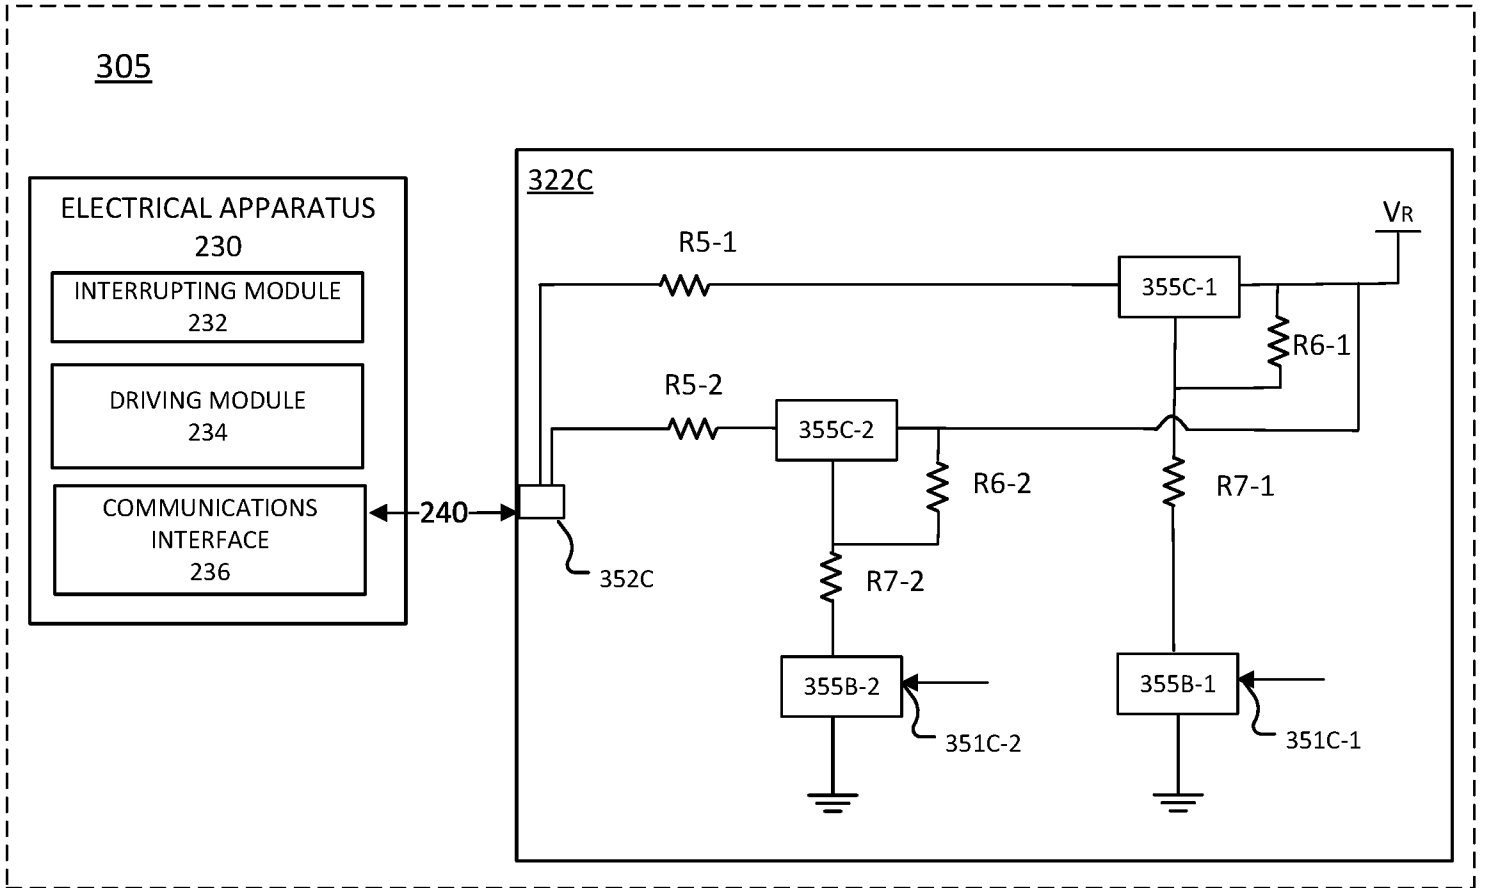 305
ELECTRICAL APPARATUS
230
INTERRUPTING MODULE
232
DRIVING MODULE
234
COMMUNICATIONS
INTERFACE
236
240
322C
VR
R5-1
355C-1
R6-1
R5-2
355C-2
R6-2
R7-1
352C
R7-2
355B-2
355B-1
351C-2
351C-1